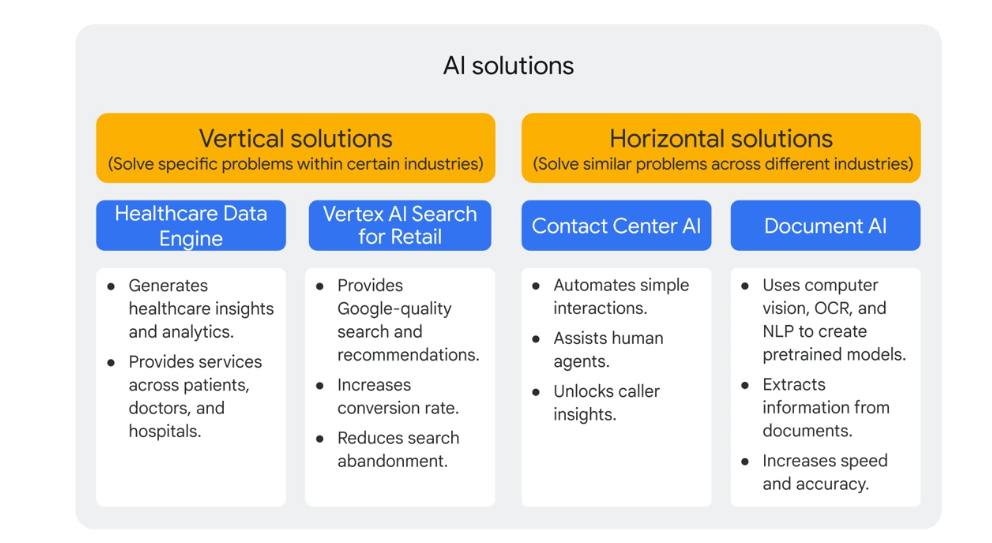 AI solutions
Vertical solutions
(Solve specific problems within certain industries)
Healthcare Data
Engine
• Generates
healthcare insights
and analytics.
• Provides services
across patients,
doctors, and
hospitals.
Vertex AI Search
for Retail
• Provides
Google-quality
search and
recommendations.
• Increases
conversion rate.
• Reduces search
abandonment.
Horizontal solutions
(Solve similar problems across different industries)
Contact Center AI
• Automates simple
interactions.
• Assists human
agents.
• Unlocks caller
insights.
Document AI
• Uses computer
vision, OCR, and
NLP to create
pretrained models.
• Extracts
information from
documents.
• Increases speed
and accuracy.